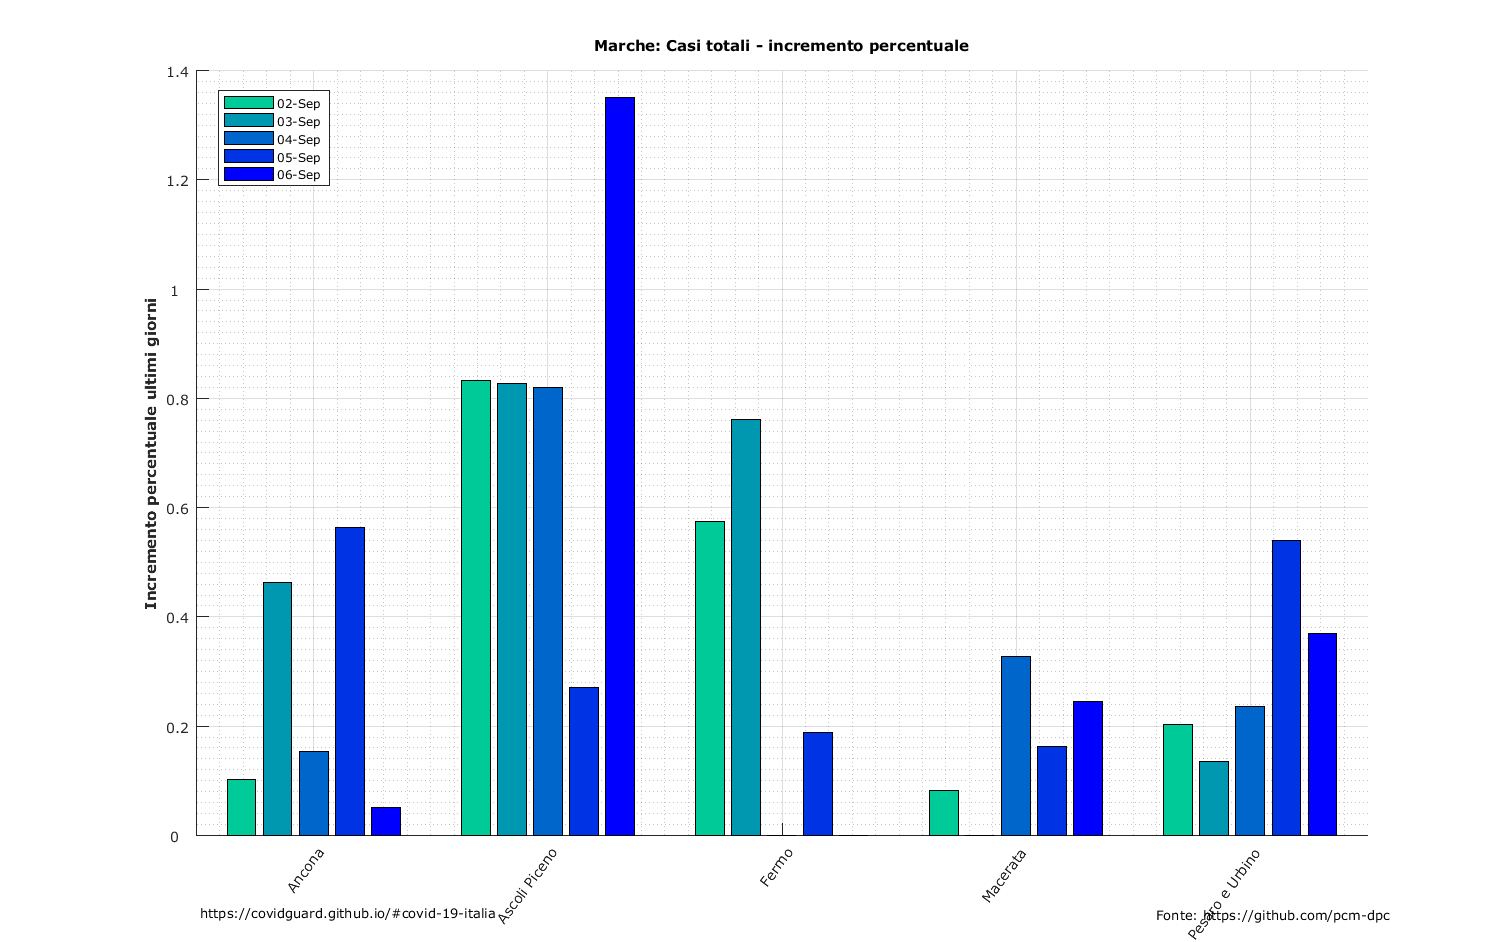 Marche: Casi totali - incremento percentuale
Incremento percentuale ultimi giorni
1.4
1.2
1
0.8
0.6
0.4
0.2
0
02-Sep
03-Sep
04-Sep
05-Sep
06-Sep
Ancona
Ascoli Piceno
Fermo
Macerata
Pesaro e Urbino
https://covidguard.github.io/#covid-19-italia
Fonte: https://github.com/pcm-dpc